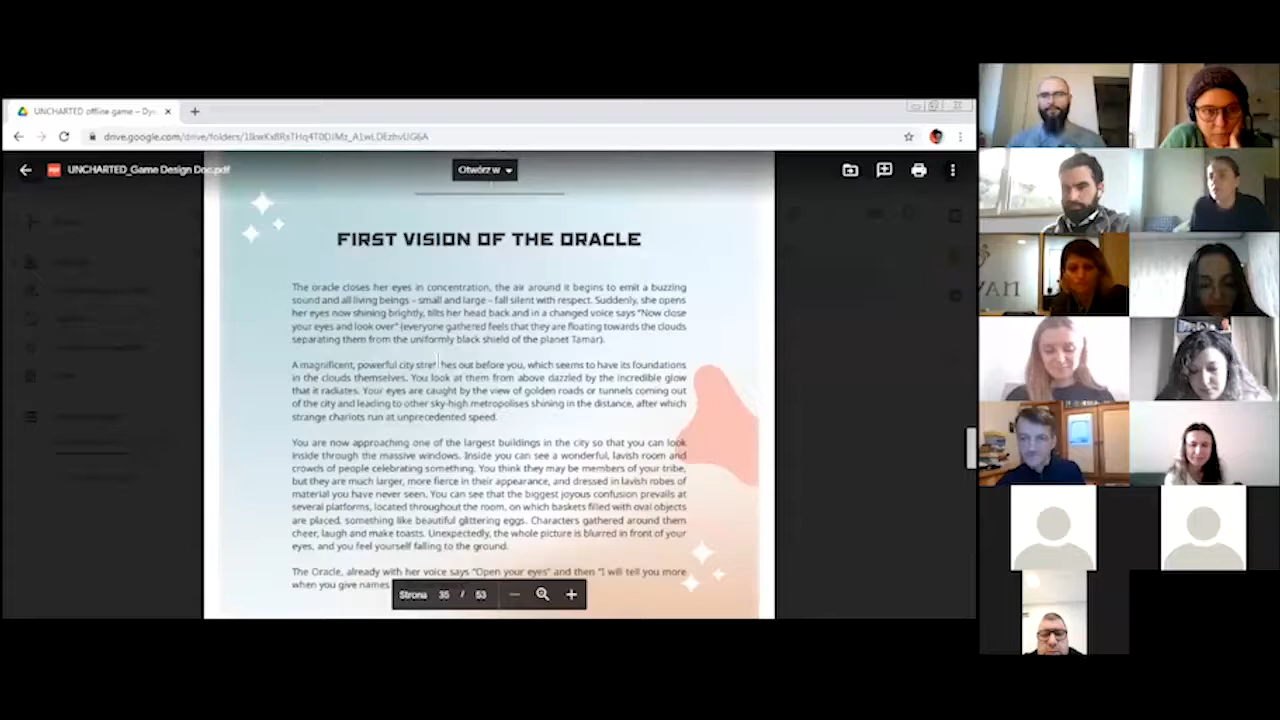 UNCHARTED offline.game – Dy
drive.google.com/drive/folders/
UNCHARTED_Game Design Doc.pdf
Otwórz w
FIRST VISION OF THE ORACLE
The oracle closes her eyes in concentration, the air around it begins to emit a buzzing
sound and all living beings – small and large – fall silent with respect. Suddenly, she opens
her eyes now shining brightly, tilts her head back and in a changed voice says "Now close
your eyes and look over" (everyone gathered feels that they are floating towards the clouds
separating them from the uniformly black shield of the planet Tamar).
A magnificent, powerful city stretches out before you, which seems to have its foundations
in the clouds themselves. You look at them from above dazzled by the incredible glow
that it radiates. Your eyes are caught by the view of golden roads or tunnels coming out
of the city and leading to other sky-high metropolises shining in the distance, after which
strange chariots run at unprecedented speed.
You are now approaching one of the largest buildings in the city so that you can look
inside through the massive windows. Inside you can see a wonderful, lavish room and
crowds of people celebrating something. You think they may be members of your tribe,
but they are much larger, more fierce in their appearance, and dressed in lavish robes of
material you have never seen. You can see that the biggest joyous confusion prevails at
several platforms, located throughout the room, on which baskets filled with oval objects
are placed, something like beautiful glittering eggs. Characters gathered around them
cheer, laugh and make toasts. Unexpectedly, the whole picture is blurred in front of your
eyes, and you feel yourself falling to the ground.
The Oracle, already with her voice says "Open your eyes" and then "I will tell you more
when you give names
Strona 35 / 53